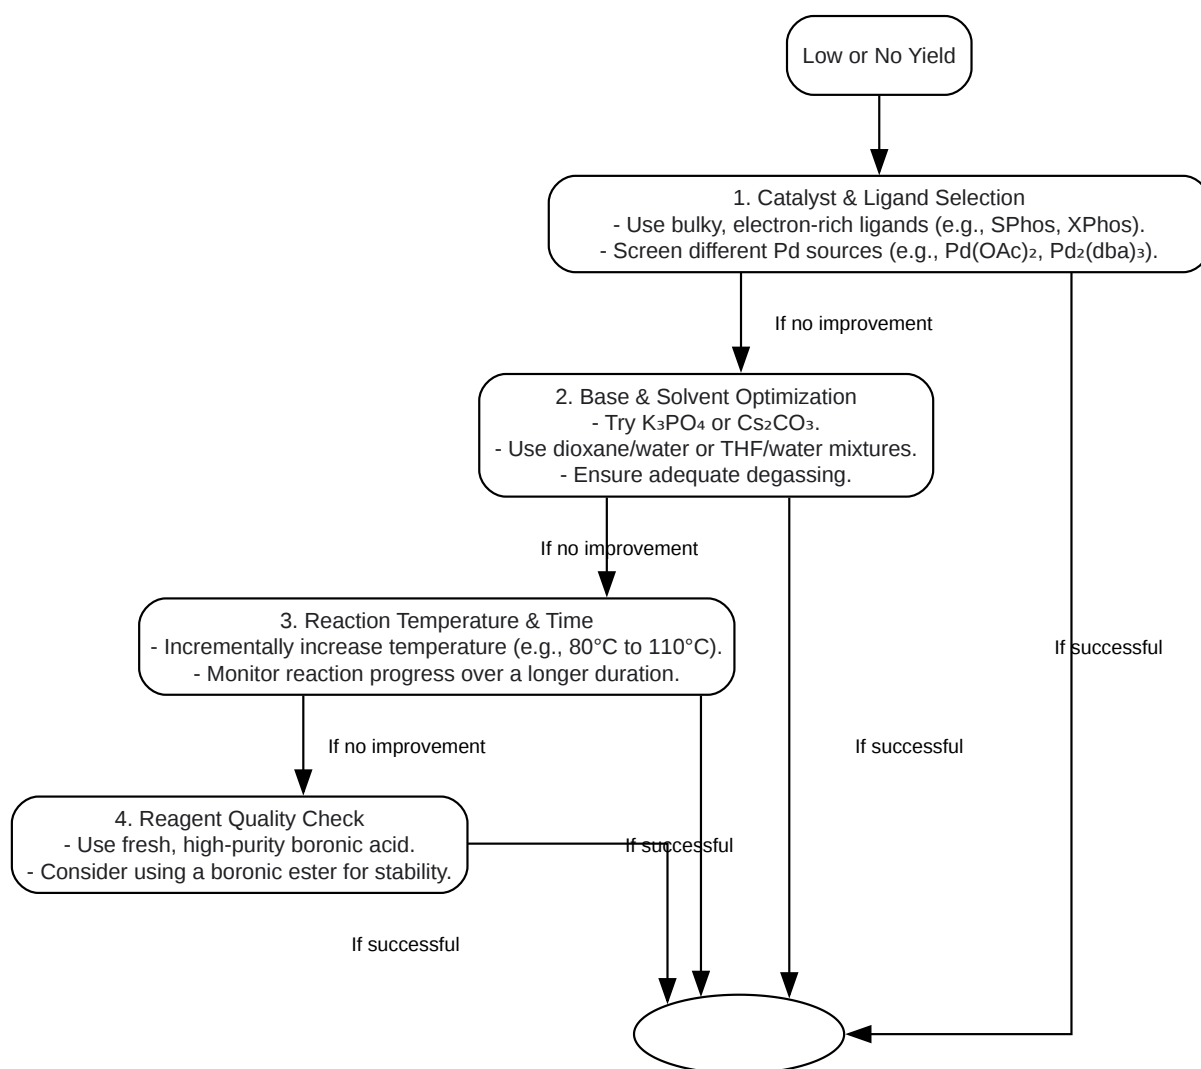 Low or No Yield
1. Catalyst & Ligand Selection
- Use bulky, electron-rich ligands (e.g., SPhos, XPhos).
- Screen different Pd sources (e.g., Pd(OAc)₂, Pd₂(dba)₃).
If no improvement
2. Base & Solvent Optimization
- Try K₃PO₄ or Cs₂CO₃.
- Use dioxane/water or THF/water mixtures.
- Ensure adequate degassing.
If no improvement
3. Reaction Temperature & Time
- Incrementally increase temperature (e.g., 80°C to 110°C).
- Monitor reaction progress over a longer duration.
If successful
If no improvement
If successful
4. Reagent Quality Check
- Use fresh, high-purity boronic acid.
- Consider using a boronic ester for stability.
If successful
If successful